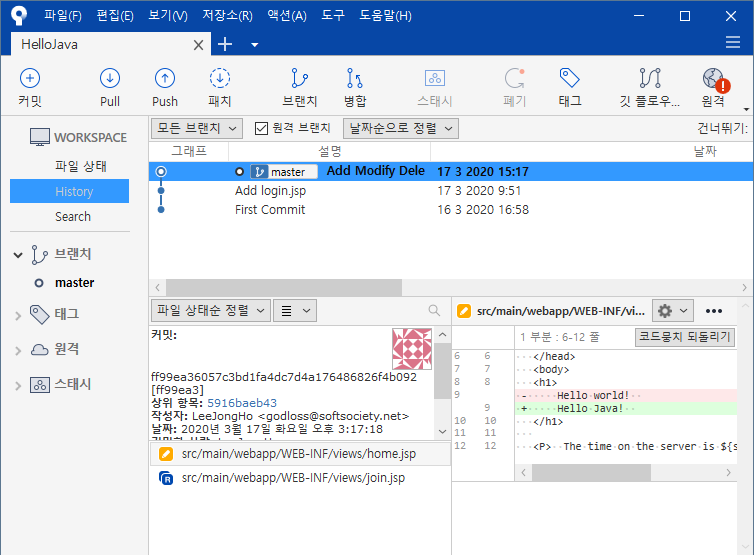 파일(F) 편집(E) 보기(V) 저장소(R) 액션(A) 도구 도움말(H)
HelloJava
커밋 Pull Push 패치 브랜치 병합 스태시 폐기 태그 깃 플로우... 원격
WORKSPACE
파일 상태
History
Search
브랜치
master
태그
원격
스태시
모든 브랜치 원격 브랜치 날짜순으로 정렬 건너뛰기:
그래프 설명 날짜
master Add Modify Dele 17 3 2020 15:17
Add login.jsp 17 3 2020 9:51
First Commit 16 3 2020 16:58
파일 상태순 정렬
커밋:
ff99ea36057c3bd1fa4dc7d4a176486826f4b092
[ff99ea3]
상위 항목: 5916baeb43
작성자: LeeJongHo <godloss@softsociety.net>
날짜: 2020년 3월 17일 화요일 오후 3:17:18
src/main/webapp/WEB-INF/views/home.jsp
src/main/webapp/WEB-INF/views/join.jsp
src/main/webapp/WEB-INF/vi...
1 부분 : 6-12 줄 코드뭉치 되돌리기
6 6 </head>
7 7 <body>
8 8 <h1>
9 - Hello world!
9 + Hello Java!
10 10 </h1>
11 11
12 12 <P> The time on the server is ${s